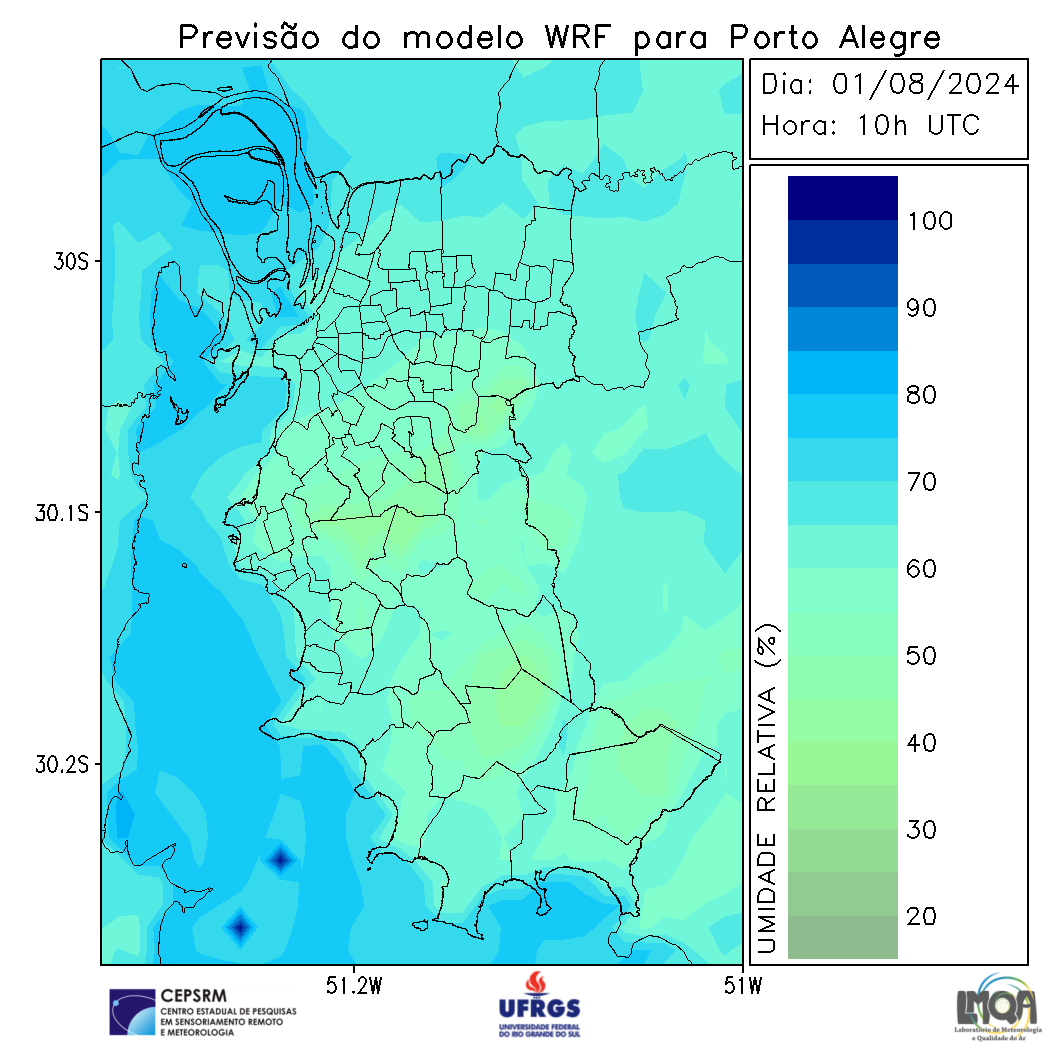 Previsão do modelo WRF para Porto Alegre
Dia: 01/08/2024
Hora: 10h UTC
30S
30.1S
30.2S
51.2W
51W
100
90
80
70
60
50
40
30
20
UMIDADE RELATIVA (%)
CEPSRM
CENTRO ESTADUAL DE PESQUISAS
EM SENSORIAMENTO REMOTO
E METEOROLOGIA
UFRGS
UNIVERSIDADE FEDERAL
DO RIO GRANDE DO SUL
LMQA
Laboratório de Meteorologia
e Qualidade do Ar